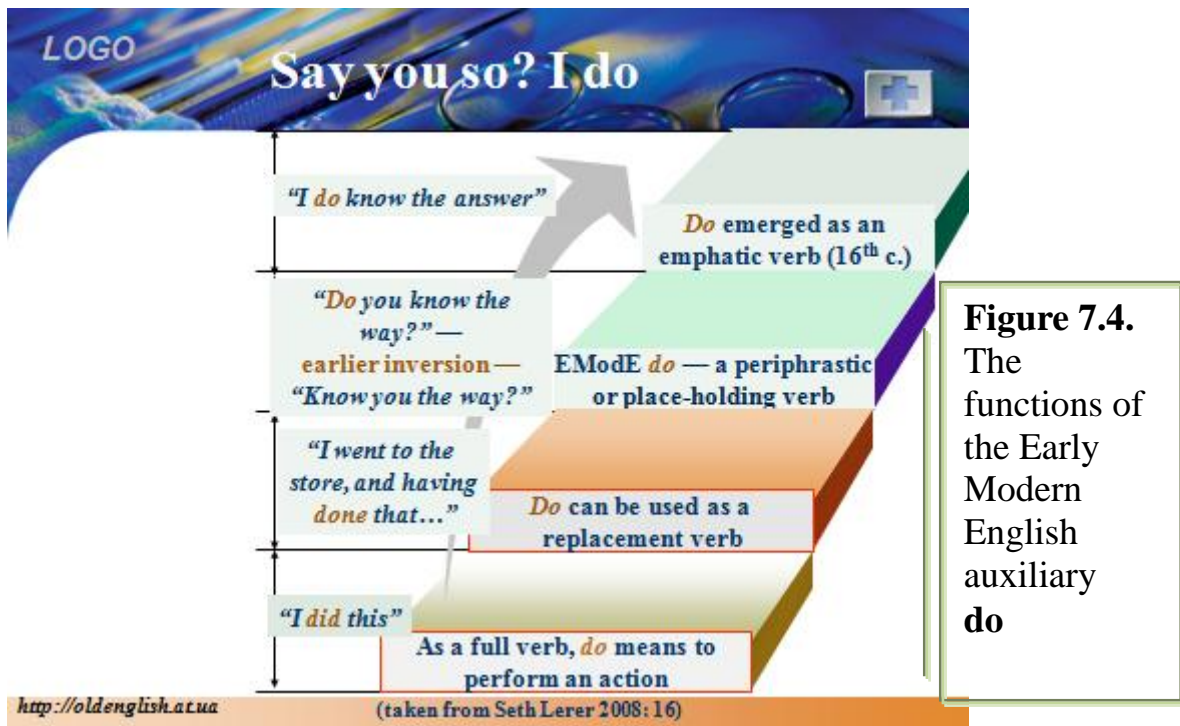 LOGO
Say you so? I do
“I do know the answer”
Do emerged as an
emphatic verb (16th c.)
“Do you know the
way?” —
earlier inversion —
“Know you the way?”
EModE do — a periphrastic
or place-holding verb
“I went to the
store, and having
done that…”
Do can be used as a
replacement verb
“I did this”
As a full verb, do means to
perform an action
http://oldenglish.at.ua
(taken from Seth Lerer 2008: 16)
Figure 7.4.
The
functions of
the Early
Modern
English
auxiliary
do